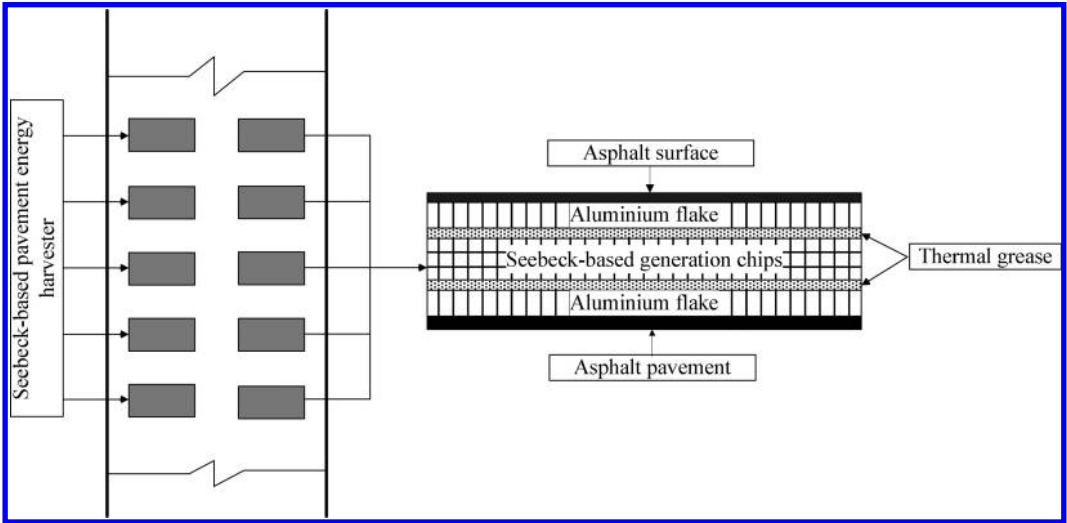 Seebeck-based pavement energy
harvester
Asphalt surface
Aluminium flake
Seebeck-based generation chips
Thermal grease
Aluminium flake
Asphalt pavement